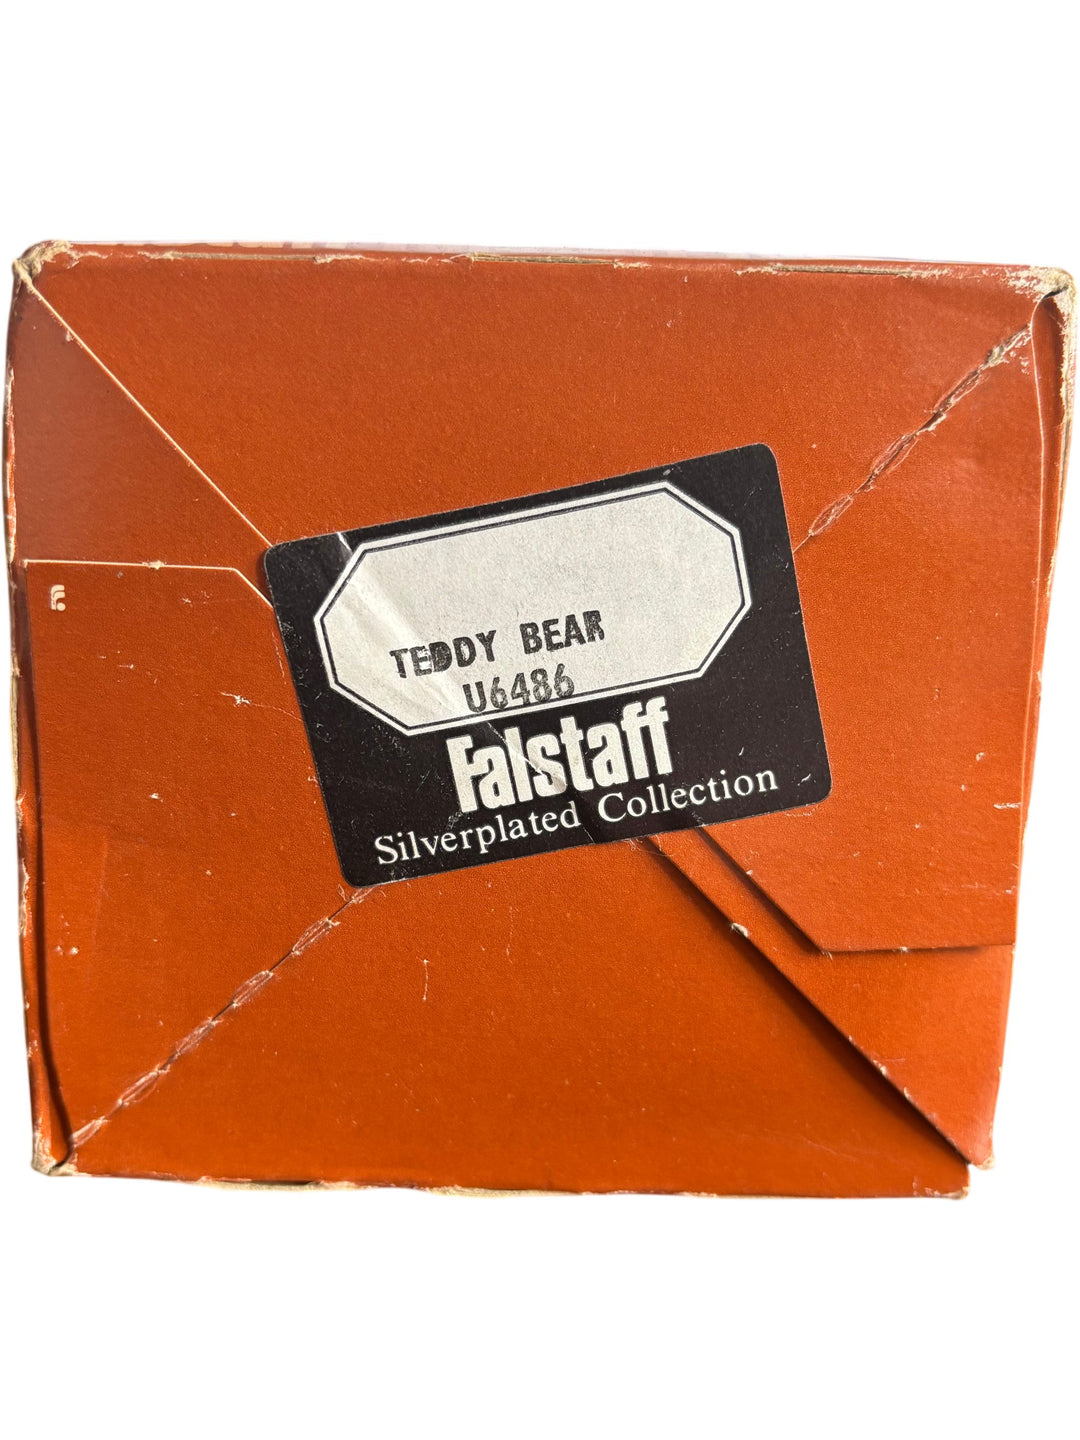 TEDDY BEAR
U6486
Falstaff
Silverplated Collection